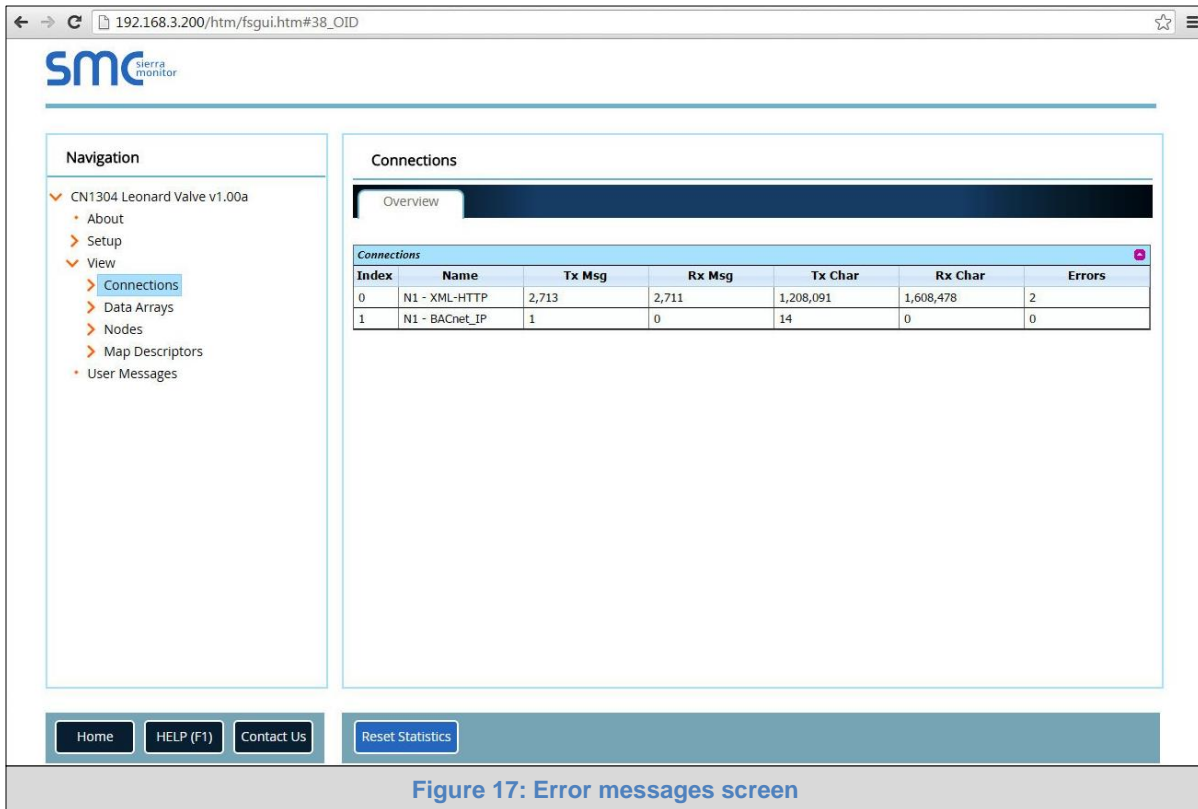 192.168.3.200/htm/fsgui.htm#38_OID
smc sierra monitor
Navigation
CN1304 Leonard Valve v1.00a
About
Setup
View
Connections
Data Arrays
Nodes
Map Descriptors
User Messages
Connections
Overview
Connections
Index Name Tx Msg Rx Msg Tx Char Rx Char Errors
0 N1 - XML-HTTP 2,713 2,711 1,208,091 1,608,478 2
1 N1 - BACnet_IP 1 0 14 0 0
Home HELP (F1) Contact Us Reset Statistics
Figure 17: Error messages screen